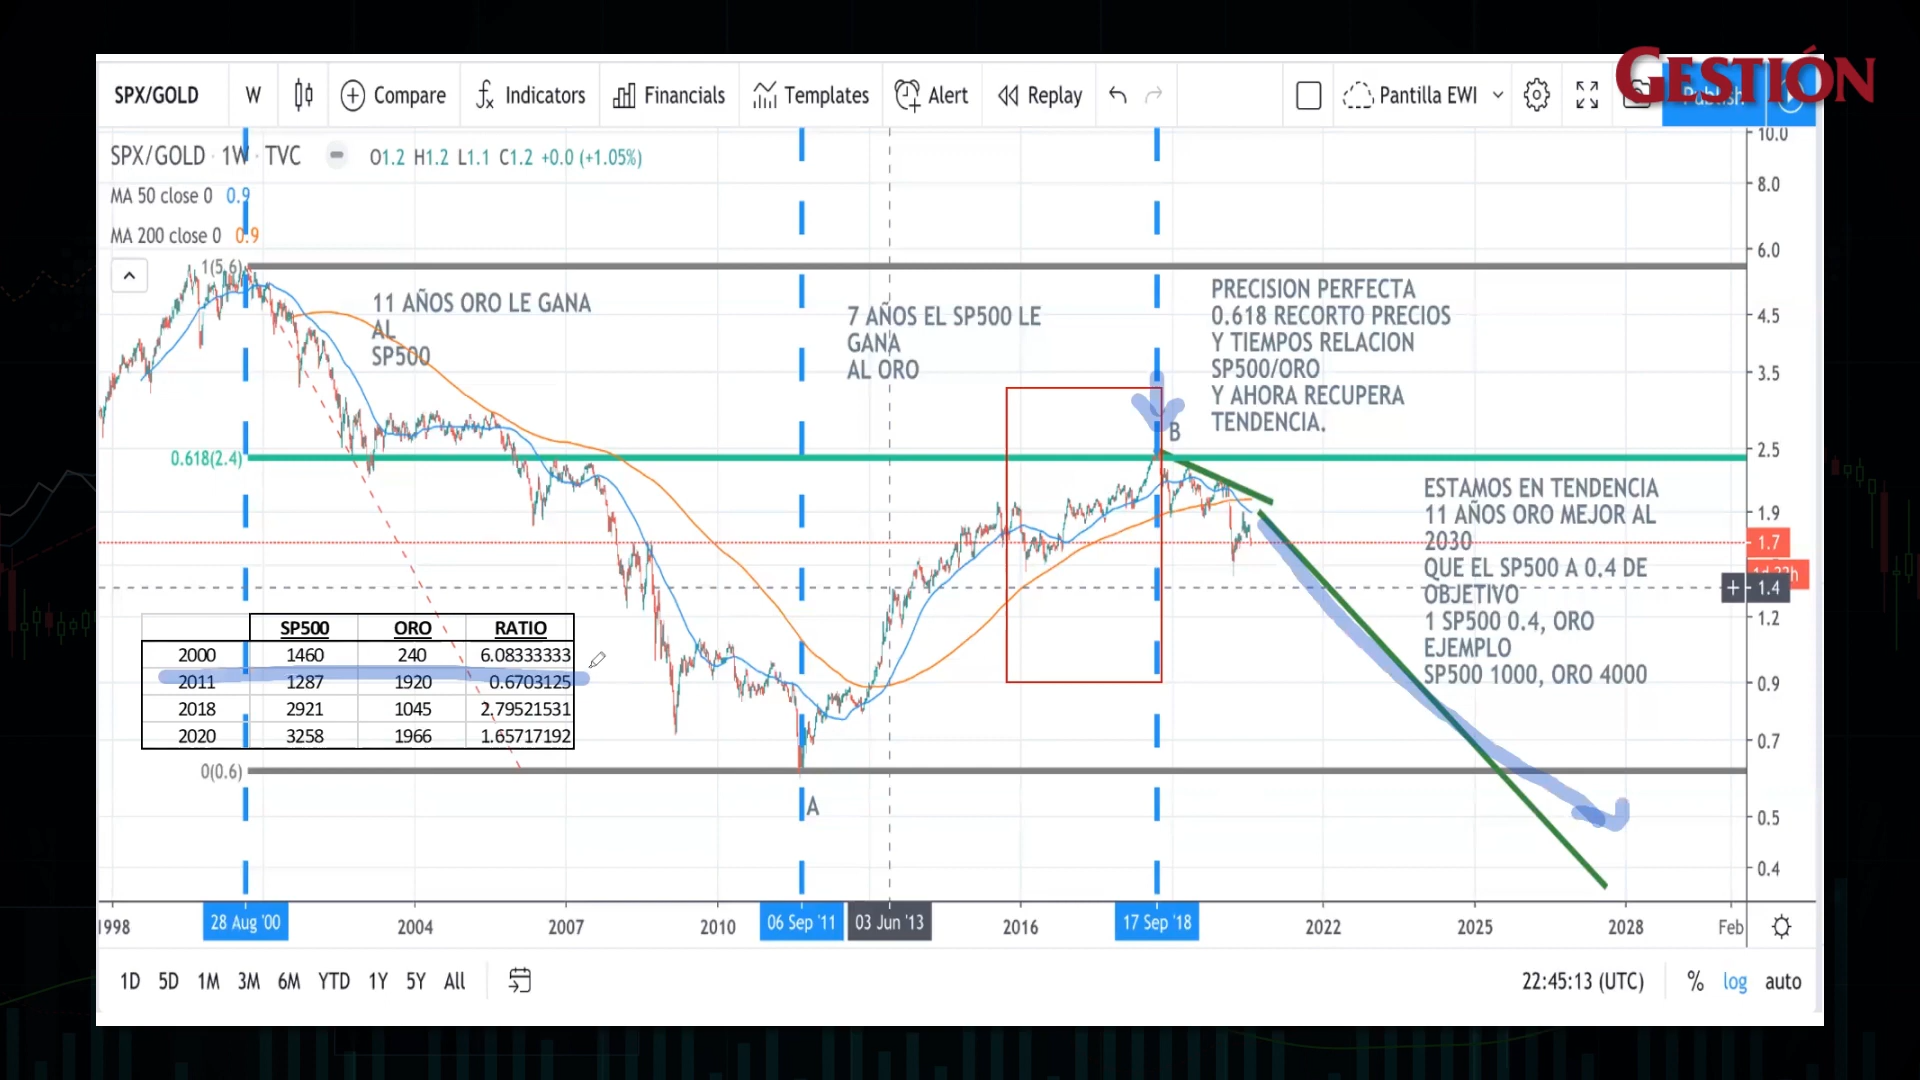 GESTIÓN
SPX/GOLD W Compare Indicators Financials Templates Alert Replay Pantilla EWI Publish
SPX/GOLD · 1W · TVC O1.2 H1.2 L1.1 C1.2 +0.0 (+1.05%)
MA 50 close 0 0.9
MA 200 close 0 0.9
1(5.6)
11 AÑOS ORO LE GANA
AL
SP500
7 AÑOS EL SP500 LE
GANA
AL ORO
PRECISION PERFECTA
0.618 RECORTO PRECIOS
Y TIEMPOS RELACION
SP500/ORO
Y AHORA RECUPERA
TENDENCIA.
B
0.618(2.4)
ESTAMOS EN TENDENCIA
11 AÑOS ORO MEJOR AL
2030
QUE EL SP500 A 0.4 DE
OBJETIVO
1 SP500 0.4, ORO
EJEMPLO
SP500 1000, ORO 4000
SP500 ORO RATIO
2000 1460 240 6.08333333
2011 1287 1920 0.6703125
2018 2921 1045 2.79521531
2020 3258 1966 1.65717192
0(0.6)
A
10.0
8.0
6.0
4.5
3.5
2.5
1.9
1.7
1.4
1.2
0.9
0.7
0.5
0.4
1998 28 Aug '00 2004 2007 2010 06 Sep '11 03 Jun '13 2016 17 Sep '18 2022 2025 2028 Feb
1D 5D 1M 3M 6M YTD 1Y 5Y All 22:45:13 (UTC) % log auto